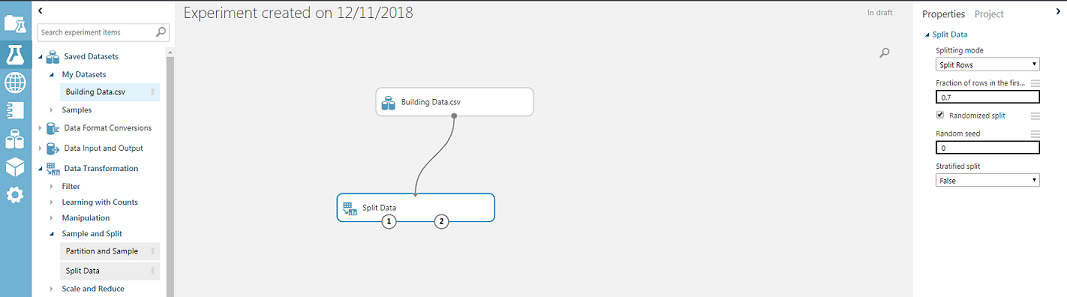 Experiment created on 12/11/2018
In draft
Search experiment items
Saved Datasets
My Datasets
Building Data.csv
Samples
Data Format Conversions
Data Input and Output
Data Transformation
Filter
Learning with Counts
Manipulation
Sample and Split
Partition and Sample
Split Data
Scale and Reduce
Building Data.csv
Split Data
1
2
Properties Project
Split Data
Splitting mode
Split Rows
Fraction of rows in the firs...
0.7
Randomized split
Random seed
0
Stratified split
False